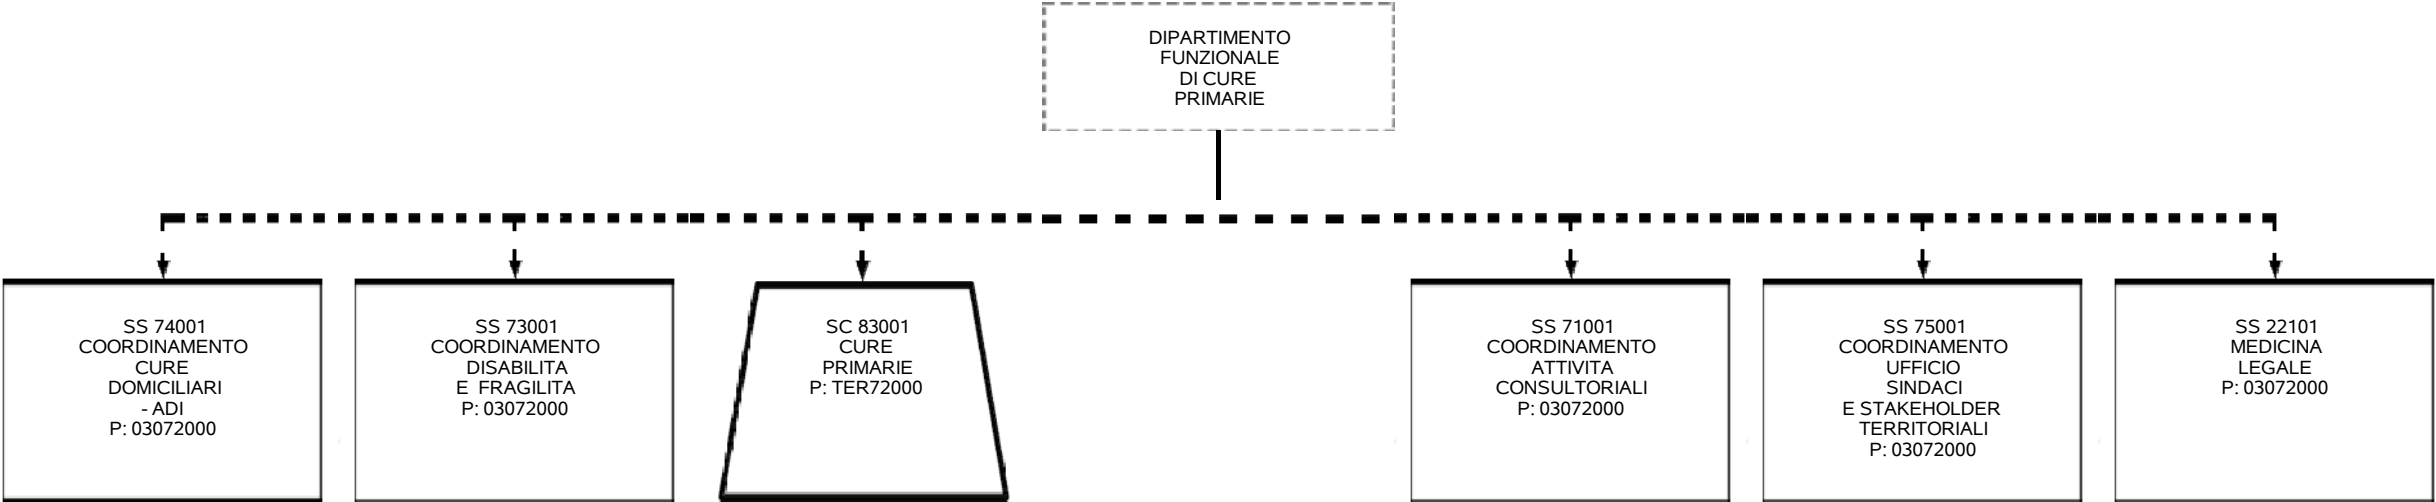 DIPARTIMENTO
FUNZIONALE
DI CURE
PRIMARIE
SS 74001
COORDINAMENTO
CURE
DOMICILIARI
- ADI
P: 03072000
SS 73001
COORDINAMENTO
DISABILITA
E FRAGILITA
P: 03072000
SC 83001
CURE
PRIMARIE
P: TER72000
SS 71001
COORDINAMENTO
ATTIVITA
CONSULTORIALI
P: 03072000
SS 75001
COORDINAMENTO
UFFICIO
SINDACI
E STAKEHOLDER
TERRITORIALI
P: 03072000
SS 22101
MEDICINA
LEGALE
P: 03072000